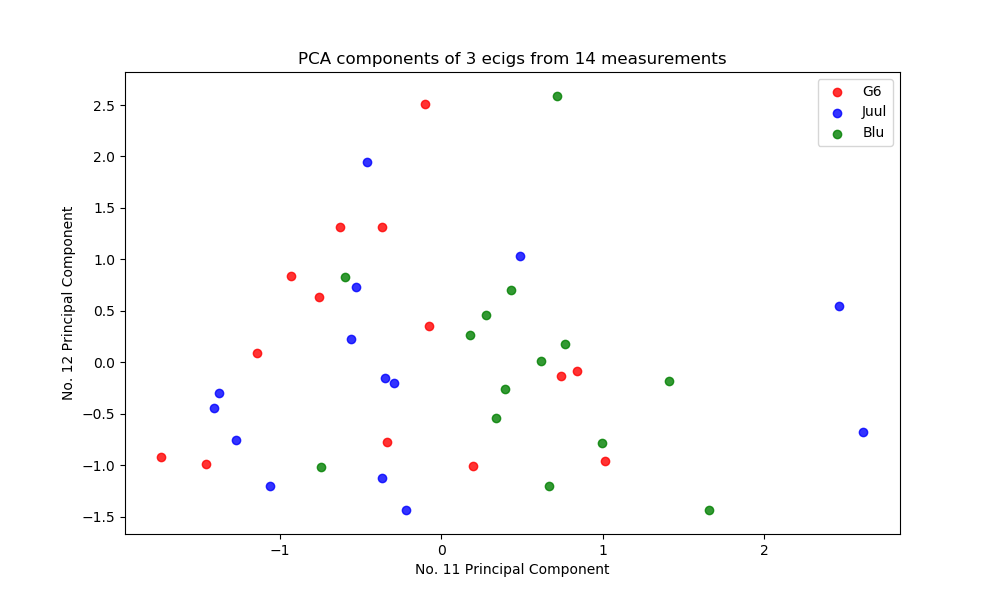 PCA components of 3 ecigs from 14 measurements
G6
Juul
Blu
2.5
2.0
1.5
1.0
0.5
0.0
−0.5
−1.0
−1.5
No. 12 Principal Component
−1
0
1
2
No. 11 Principal Component